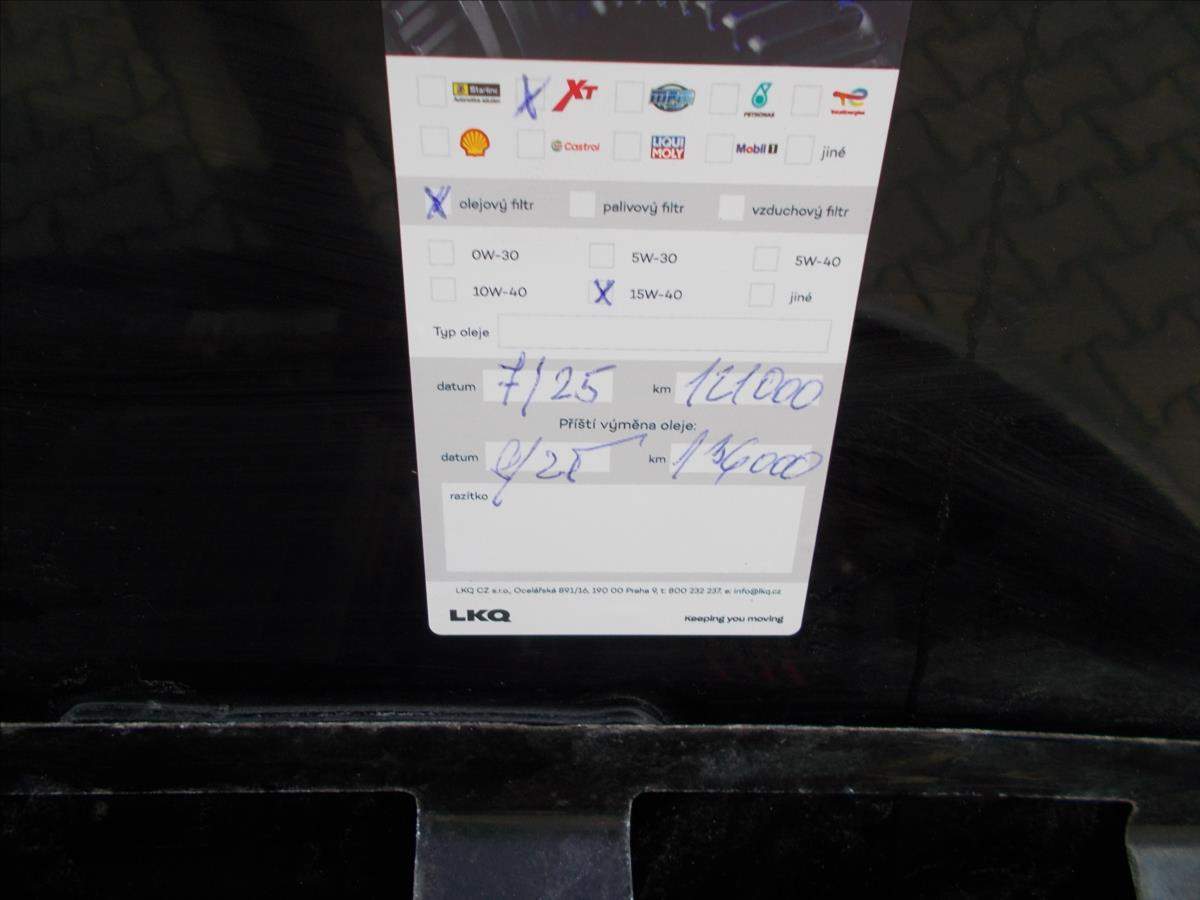 Starline XT MPM PETRONAS TotalEnergies
Castrol LIQUI MOLY Mobil 1 jiné
olejový filtr palivový filtr vzduchový filtr
0W-30 5W-30 5W-40
10W-40 15W-40 jiné
Typ oleje
datum 7/25 km 121000
Příští výměna oleje:
datum km 136000
razítko
LKQ CZ s.r.o., Ocelářská 891/16, 190 00 Praha 9, t: 800 232 237, e: info@lkq.cz
LKQ Keeping you moving